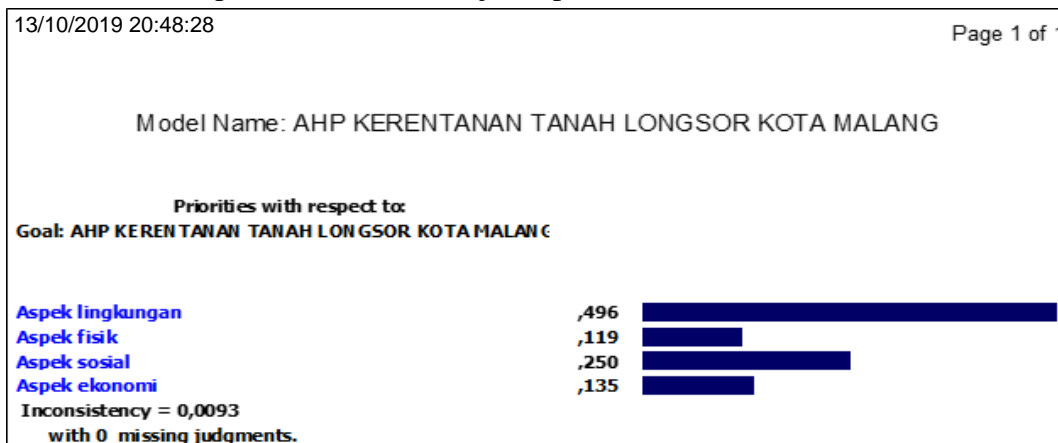 13/10/2019 20:48:28
Page 1 of 1
Model Name: AHP KERENTANAN TANAH LONGSOR KOTA MALANG
Priorities with respect to:
Goal: AHP KERENTANAN TANAH LONGSOR KOTA MALANG
Aspek lingkungan ,496
Aspek fisik ,119
Aspek sosial ,250
Aspek ekonomi ,135
Inconsistency = 0,0093
with 0 missing judgments.